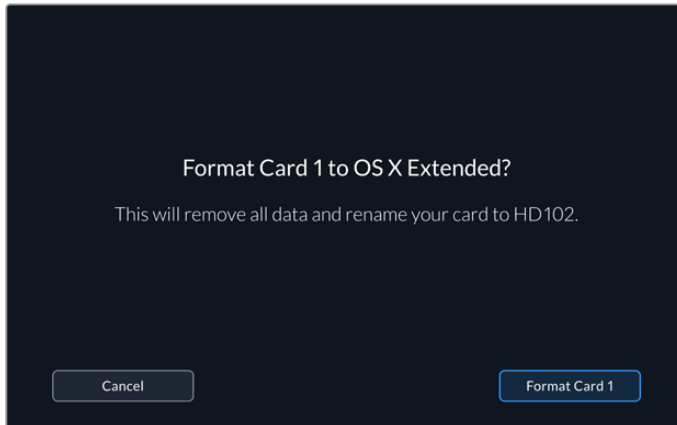 Format Card 1 to OS X Extended?
This will remove all data and rename your card to HD102.
Cancel
Format Card 1